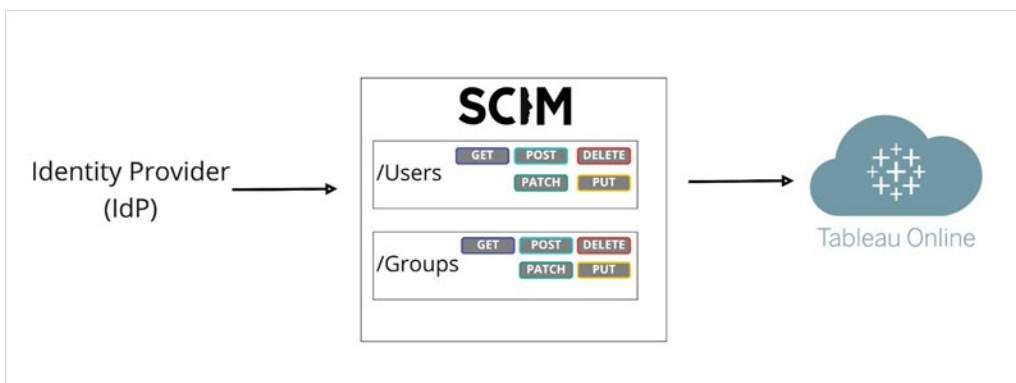 Identity Provider
(IdP)
SCIM
/Users
GET POST DELETE
PATCH PUT
/Groups
GET POST DELETE
PATCH PUT
Tableau Online